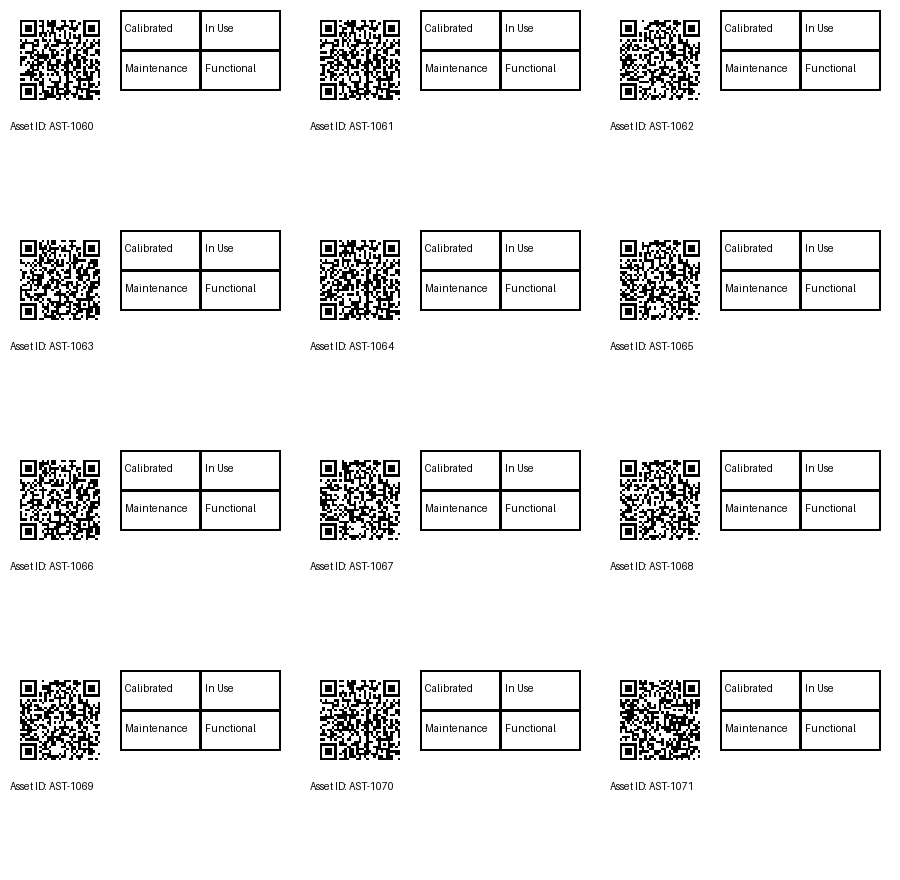 Calibrated In Use
Maintenance Functional
Asset ID: AST-1060
Calibrated In Use
Maintenance Functional
Asset ID: AST-1061
Calibrated In Use
Maintenance Functional
Asset ID: AST-1062
Calibrated In Use
Maintenance Functional
Asset ID: AST-1063
Calibrated In Use
Maintenance Functional
Asset ID: AST-1064
Calibrated In Use
Maintenance Functional
Asset ID: AST-1065
Calibrated In Use
Maintenance Functional
Asset ID: AST-1066
Calibrated In Use
Maintenance Functional
Asset ID: AST-1067
Calibrated In Use
Maintenance Functional
Asset ID: AST-1068
Calibrated In Use
Maintenance Functional
Asset ID: AST-1069
Calibrated In Use
Maintenance Functional
Asset ID: AST-1070
Calibrated In Use
Maintenance Functional
Asset ID: AST-1071